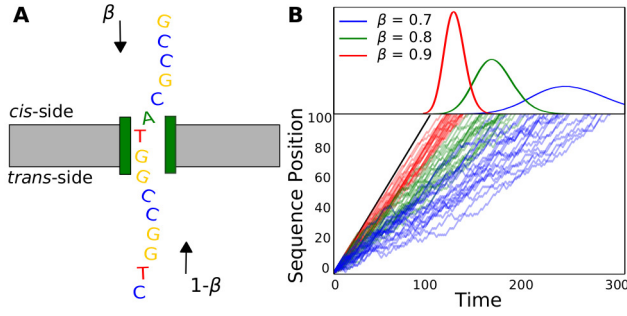 A
β
G
C
C
G
C
A
cis-side
T
trans-side
G
G
C
C
G
G
T
C
1-β
B
β = 0.7
β = 0.8
β = 0.9
Sequence Position
100
80
60
40
20
0
0
100
200
300
Time